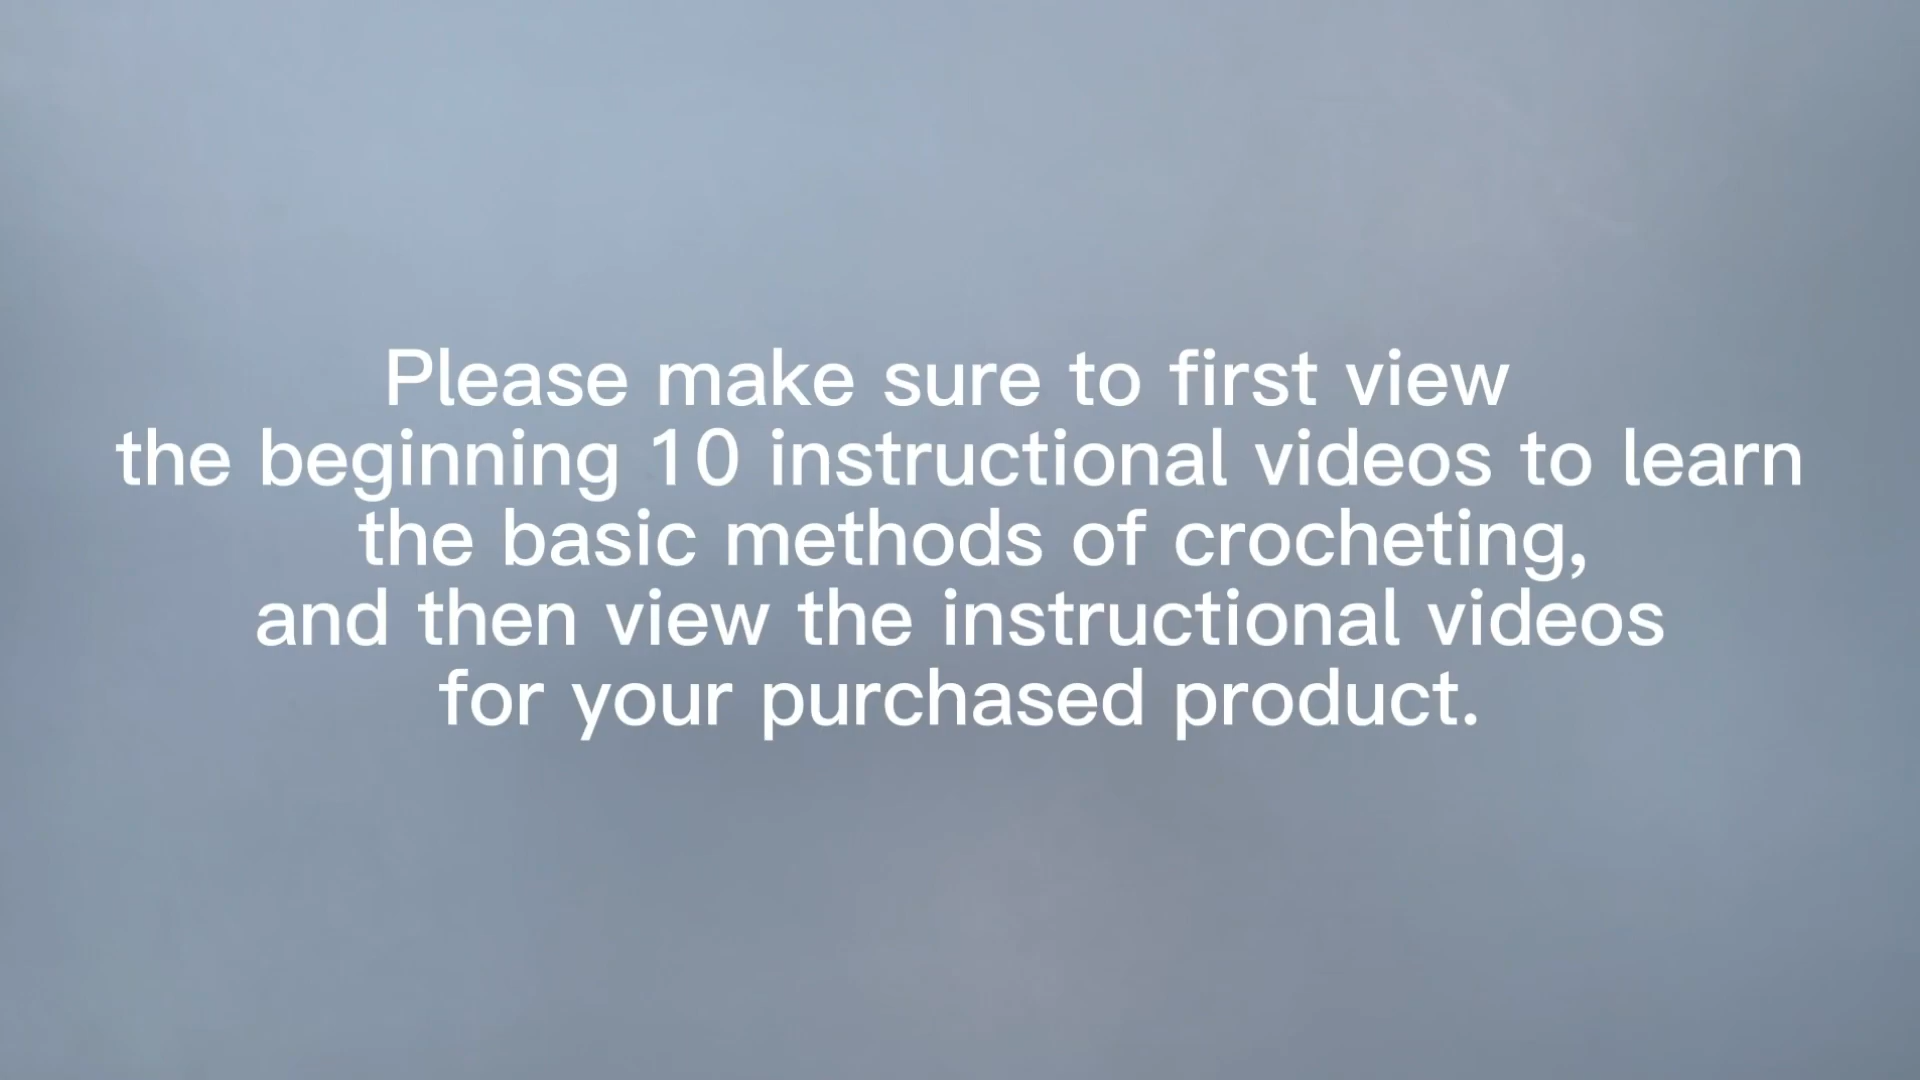 Please make sure to first view
the beginning 10 instructional videos to learn
the basic methods of crocheting,
and then view the instructional videos
for your purchased product.